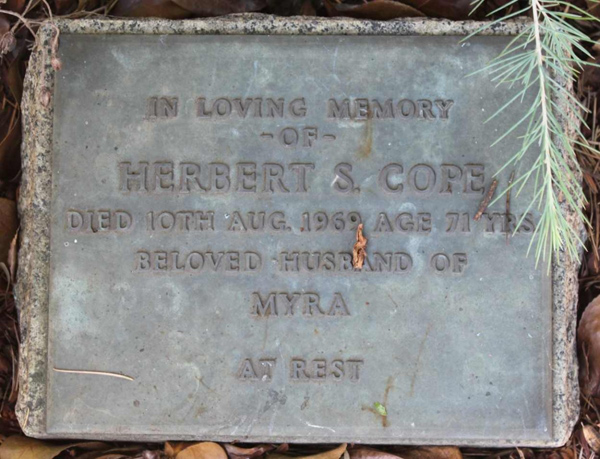 IN LOVING MEMORY
-OF-
HERBERT S. COPE
DIED 10TH AUG. 1969 AGE 71 YRS.
BELOVED HUSBAND OF
MYRA
AT REST